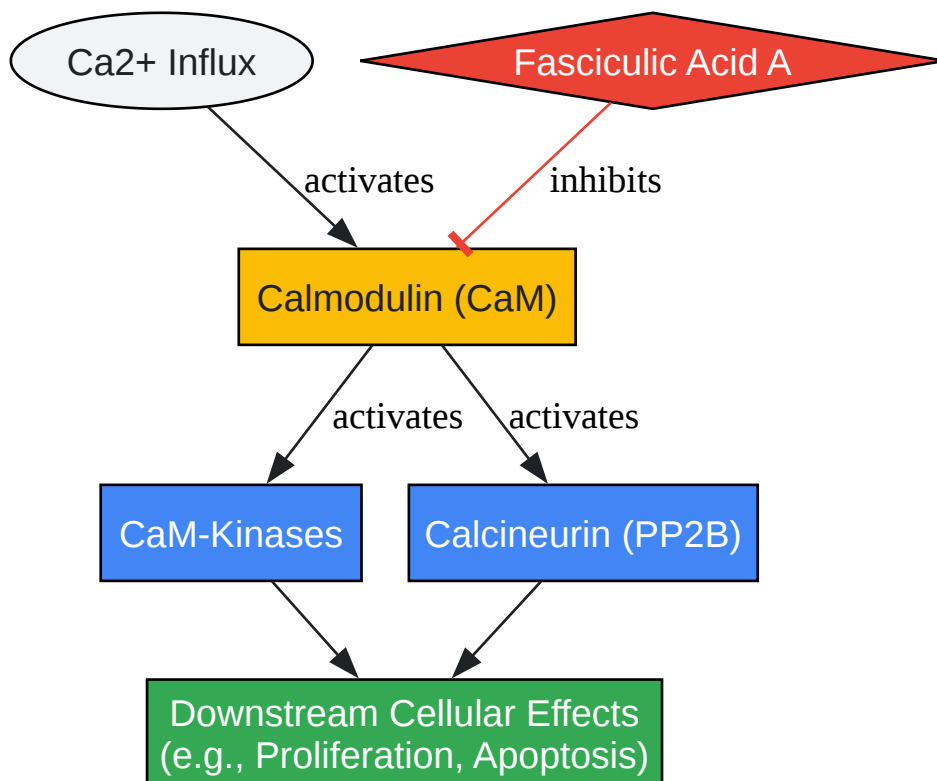 Ca2+ Influx
Fasciculic Acid A
activates
inhibits
Calmodulin (CaM)
activates
activates
CaM-Kinases
Calcineurin (PP2B)
Downstream Cellular Effects
(e.g., Proliferation, Apoptosis)